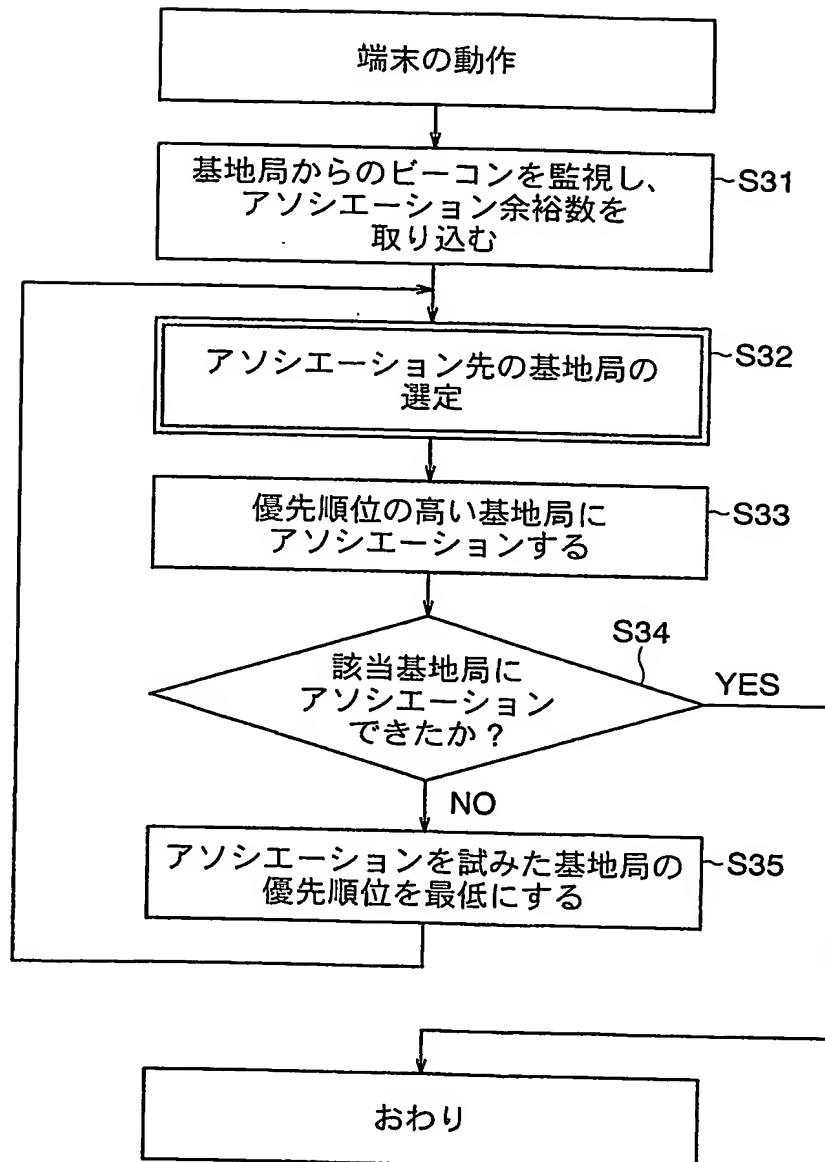 端末の動作
基地局からのビーコンを監視し、
アソシエーション余裕数を
取り込む
~S31
アソシエーション先の基地局の
選定
~S32
優先順位の高い基地局に
アソシエーションする
~S33
S34
該当基地局に
アソシエーション
できたか？
YES
NO
アソシエーションを試みた基地局の
優先順位を最低にする
~S35
おわり